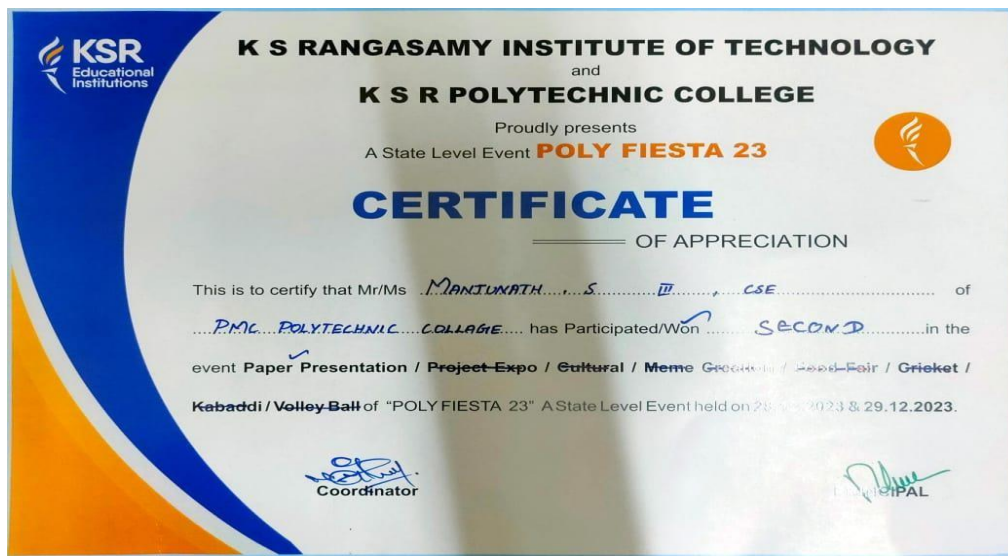 KSR
Educational
Institutions
K S RANGASAMY INSTITUTE OF TECHNOLOGY
and
K S R POLYTECHNIC COLLEGE
Proudly presents
A State Level Event POLY FIESTA 23
CERTIFICATE
OF APPRECIATION
This is to certify that Mr/Ms MANJUNATH . S III , CSE of
PMC POLYTECHNIC COLLAGE has Participated/Won SECOND in the
event Paper Presentation / Project Expo / Cultural / Meme / Food Fair / Cricket /
Kabaddi / Volley Ball of "POLY FIESTA 23" A State Level Event held on 2023 & 29.12.2023.
Coordinator